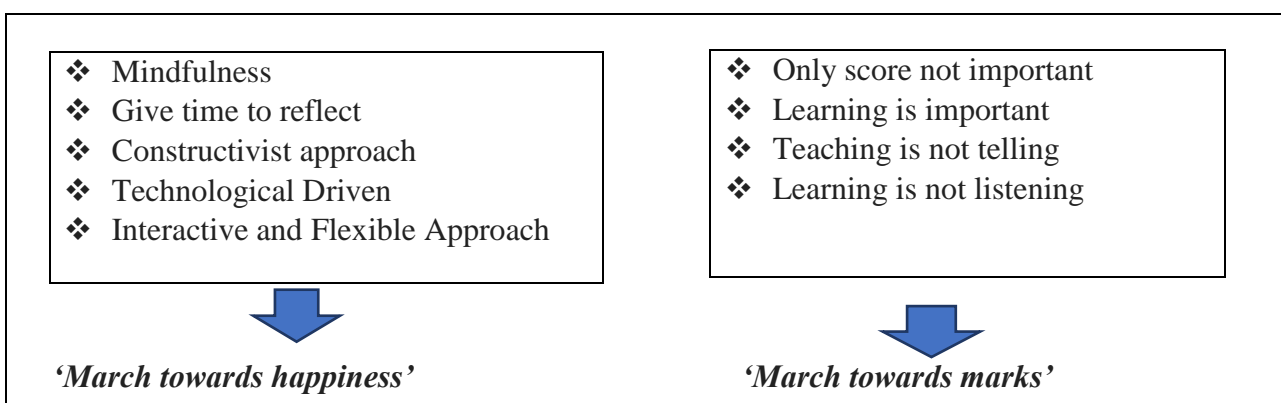 ❖ Mindfulness
❖ Give time to reflect
❖ Constructivist approach
❖ Technological Driven
❖ Interactive and Flexible Approach
‘March towards happiness’
❖ Only score not important
❖ Learning is important
❖ Teaching is not telling
❖ Learning is not listening
‘March towards marks’